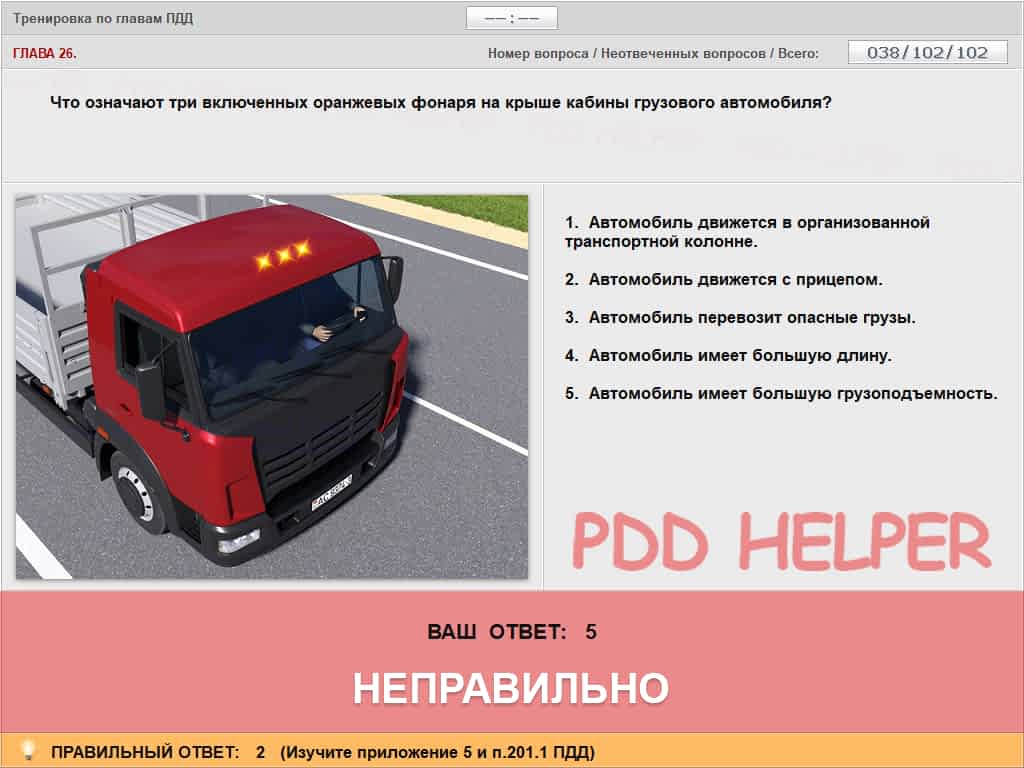 Тренировка по главам ПДД
—— : ——
ГЛАВА 26.
Номер вопроса / Неотвеченных вопросов / Всего:
038/102/102
Что означают три включенных оранжевых фонаря на крыше кабины грузового автомобиля?
1. Автомобиль движется в организованной
транспортной колонне.
2. Автомобиль движется с прицепом.
3. Автомобиль перевозит опасные грузы.
4. Автомобиль имеет большую длину.
5. Автомобиль имеет большую грузоподъемность.
PDD HELPER
ВАШ ОТВЕТ: 5
НЕПРАВИЛЬНО
ПРАВИЛЬНЫЙ ОТВЕТ: 2 (Изучите приложение 5 и п.201.1 ПДД)